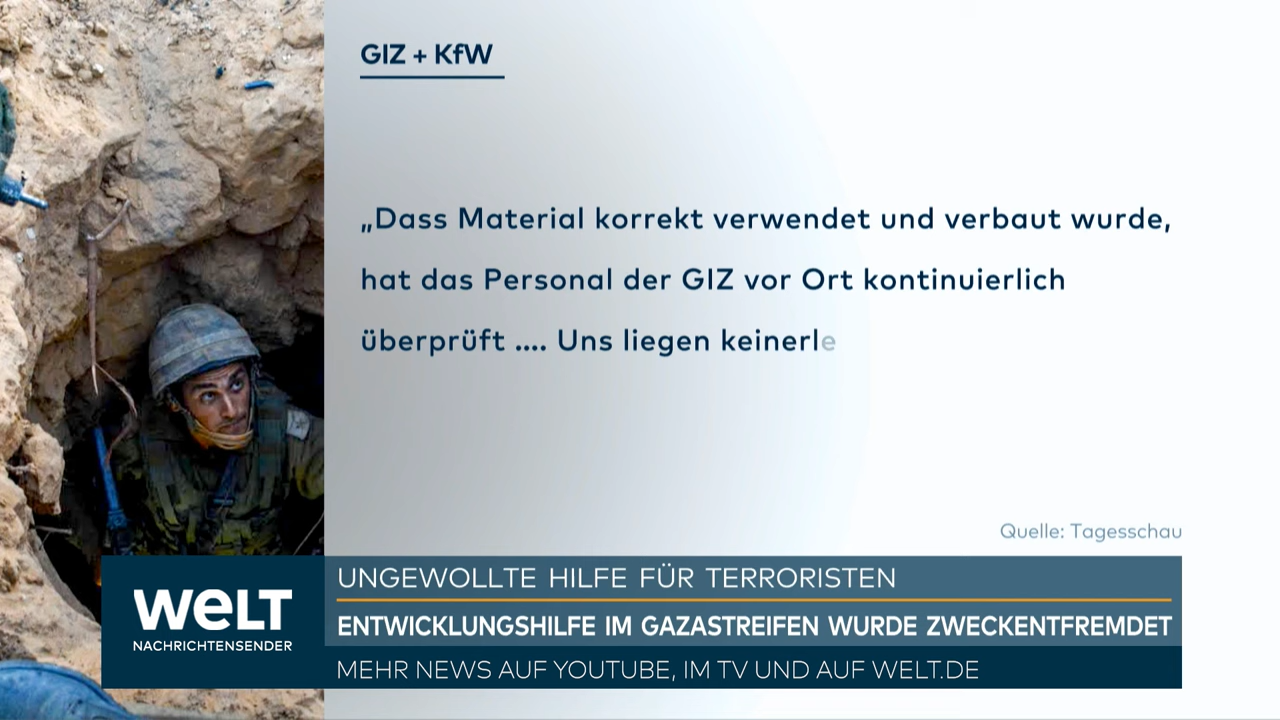 GIZ + KfW
„Dass Material korrekt verwendet und verbaut wurde,
hat das Personal der GIZ vor Ort kontinuierlich
überprüft .... Uns liegen keinerle
Quelle: Tagesschau
UNGEWOLLTE HILFE FÜR TERRORISTEN
ENTWICKLUNGSHILFE IM GAZASTREIFEN WURDE ZWECKENTFREMDET
MEHR NEWS AUF YOUTUBE, IM TV UND AUF WELT.DE
WELT
NACHRICHTENSENDER